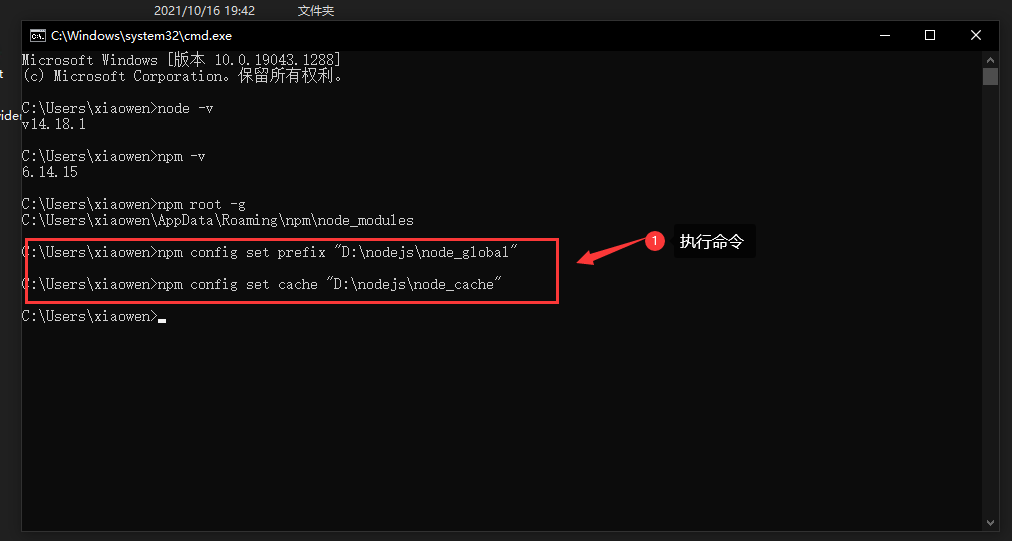 2021/10/16 19:42 文件夹
C:\Windows\system32\cmd.exe
Microsoft Windows [版本 10.0.19043.1288]
(c) Microsoft Corporation。保留所有权利。
C:\Users\xiaowen>node -v
v14.18.1
C:\Users\xiaowen>npm -v
6.14.15
C:\Users\xiaowen>npm root -g
C:\Users\xiaowen\AppData\Roaming\npm\node_modules
C:\Users\xiaowen>npm config set prefix "D:\nodejs\node_global"
1 执行命令
C:\Users\xiaowen>npm config set cache "D:\nodejs\node_cache"
C:\Users\xiaowen>